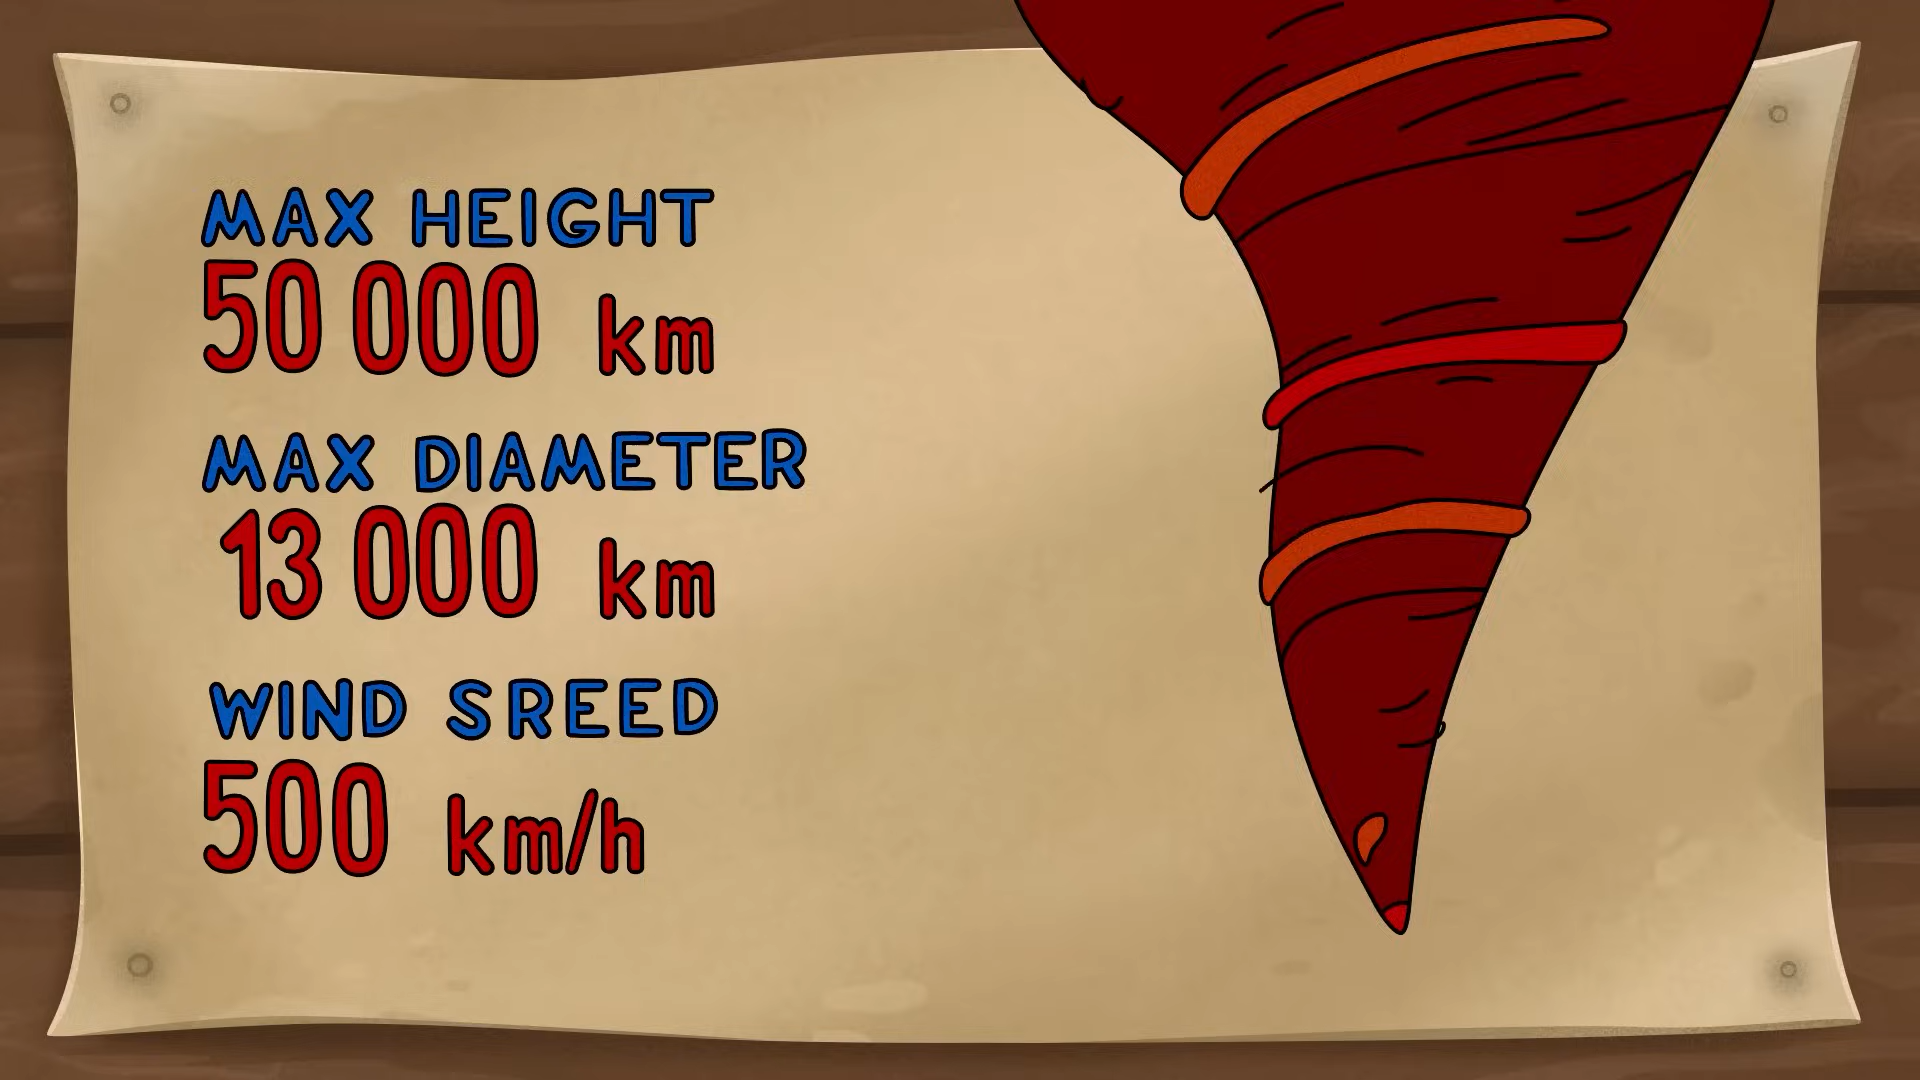 MAX HEIGHT
50 000 km
MAX DIAMETER
13 000 km
WIND SREED
500 km/h